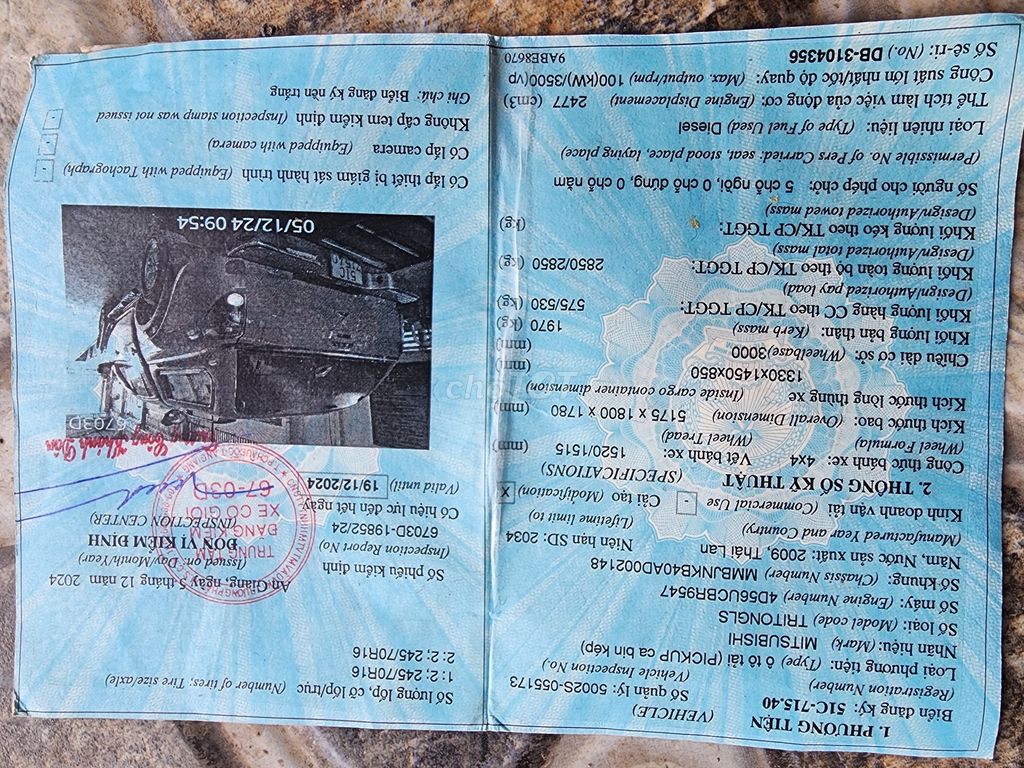 1. PHƯƠNG TIỆN (VEHICLE)
Biển đăng ký: 51C-715.40 Số quản lý: 5002S-055173
(Registration Number) (Vehicle Inspection No.)
Loại phương tiện: (Type) ô tô tải (PICKUP ca bin kép)
Nhãn hiệu: (Mark) MITSUBISHI
Số loại: (Model code) TRITONGLS
Số máy: (Engine Number) 4D56UCBR9547
Số khung: (Chassis Number) MMBJNKB40AD002148
Năm, Nước sản xuất: 2009, Thái Lan Niên hạn SD: 2034
(Manufactured Year and Country) (Lifetime limit to)
Kinh doanh vận tải (Commercial Use) - Cải tạo (Modification) X
2. THÔNG SỐ KỸ THUẬT (SPECIFICATIONS)
Công thức bánh xe: 4x4 Vết bánh xe: 1520/1515 (mm)
(Wheel Formula) (Wheel Tread)
Kích thước bao: (Overall Dimension) 5175 x 1800 x 1780 (mm)
Kích thước lòng thùng xe (Inside cargo container dimension)
1330x1450x850 (mm)
Chiều dài cơ sở: (Wheelbase) 3000 (mm)
Khối lượng bản thân: (Kerb mass) 1970 (kg)
Khối lượng hàng CC theo TK/CP TGGT: 575/530 (kg)
(Design/Authorized pay load)
Khối lượng toàn bộ theo TK/CP TGGT: 2850/2850 (kg)
(Design/Authorized total mass)
Khối lượng kéo theo TK/CP TGGT: (kg)
(Design/Authorized towed mass)
Số người cho phép chở: 5 chỗ ngồi, 0 chỗ đứng, 0 chỗ nằm
(Permissible No. of Pers Carried: seat, stood place, laying place)
Loại nhiên liệu: (Type of Fuel Used) Diesel
Thể tích làm việc của động cơ: (Engine Displacement) 2477 (cm3)
Công suất lớn nhất/tốc độ quay: (Max. output/rpm) 100(kW)/3500(vp
Số sê-ri: (No.) DB-3104356 9ABE8670
Số lượng lốp, cỡ lốp/trục (Number of tires; Tire size/axle)
1: 2; 245/70R16
2: 2; 245/70R16
An Giang, ngày 5 tháng 12 năm 2024
Số phiếu kiểm định (Issued on: Day/Month/Year)
(Inspection Report No) ĐƠN VỊ KIỂM ĐỊNH
6703D-19852/24 (INSPECTION CENTER)
Có hiệu lực đến hết ngày
(Valid until) 19/12/2024
TRUNG TÂM
ĐĂNG KIỂM
XE CƠ GIỚI
67-03D
6703D
51C
05/12/24 09:54
Có lắp thiết bị giám sát hành trình (Equipped with Tachograph) -
Có lắp camera (Equipped with camera) -
Không cấp tem kiểm định (Inspection stamp was not issued -
Ghi chú: Biển đăng ký nền trắng